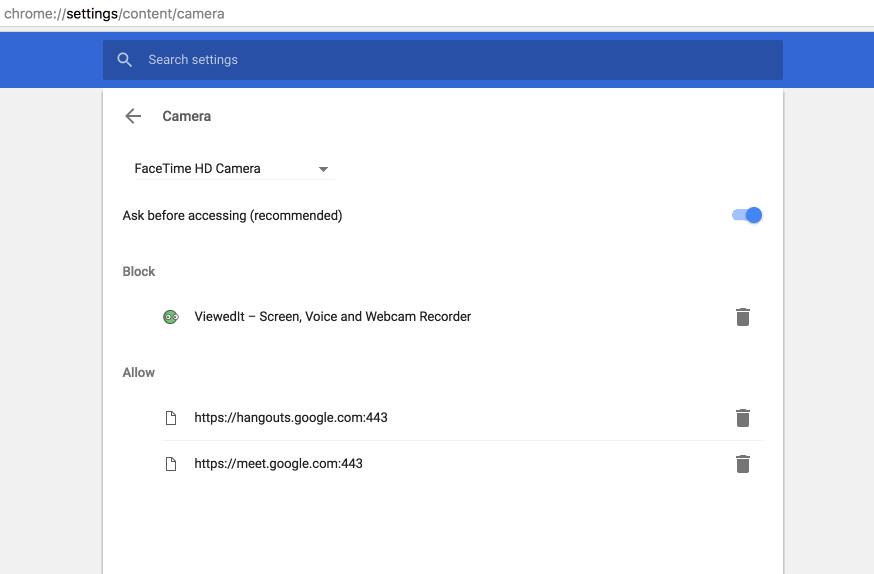 chrome://settings/content/camera
Search settings
Camera
FaceTime HD Camera
Ask before accessing (recommended)
Block
ViewedIt – Screen, Voice and Webcam Recorder
Allow
https://hangouts.google.com:443
https://meet.google.com:443